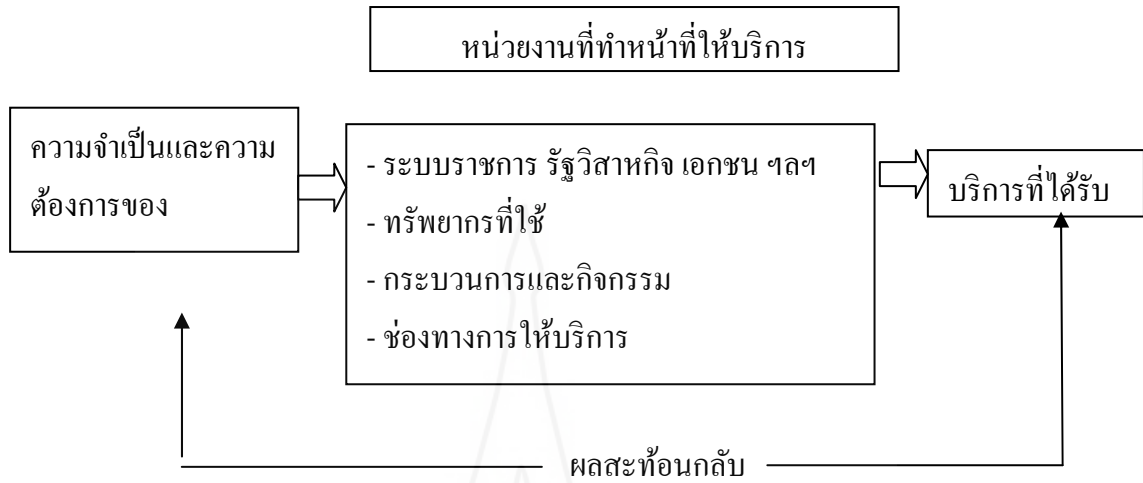 หน่วยงานที่ทำหน้าที่ให้บริการ
ความจำเป็นและความ
ต้องการของ
- ระบบราชการ รัฐวิสาหกิจ เอกชน ฯลฯ
- ทรัพยากรที่ใช้
- กระบวนการและกิจกรรม
- ช่องทางการให้บริการ
บริการที่ได้รับ
ผลสะท้อนกลับ